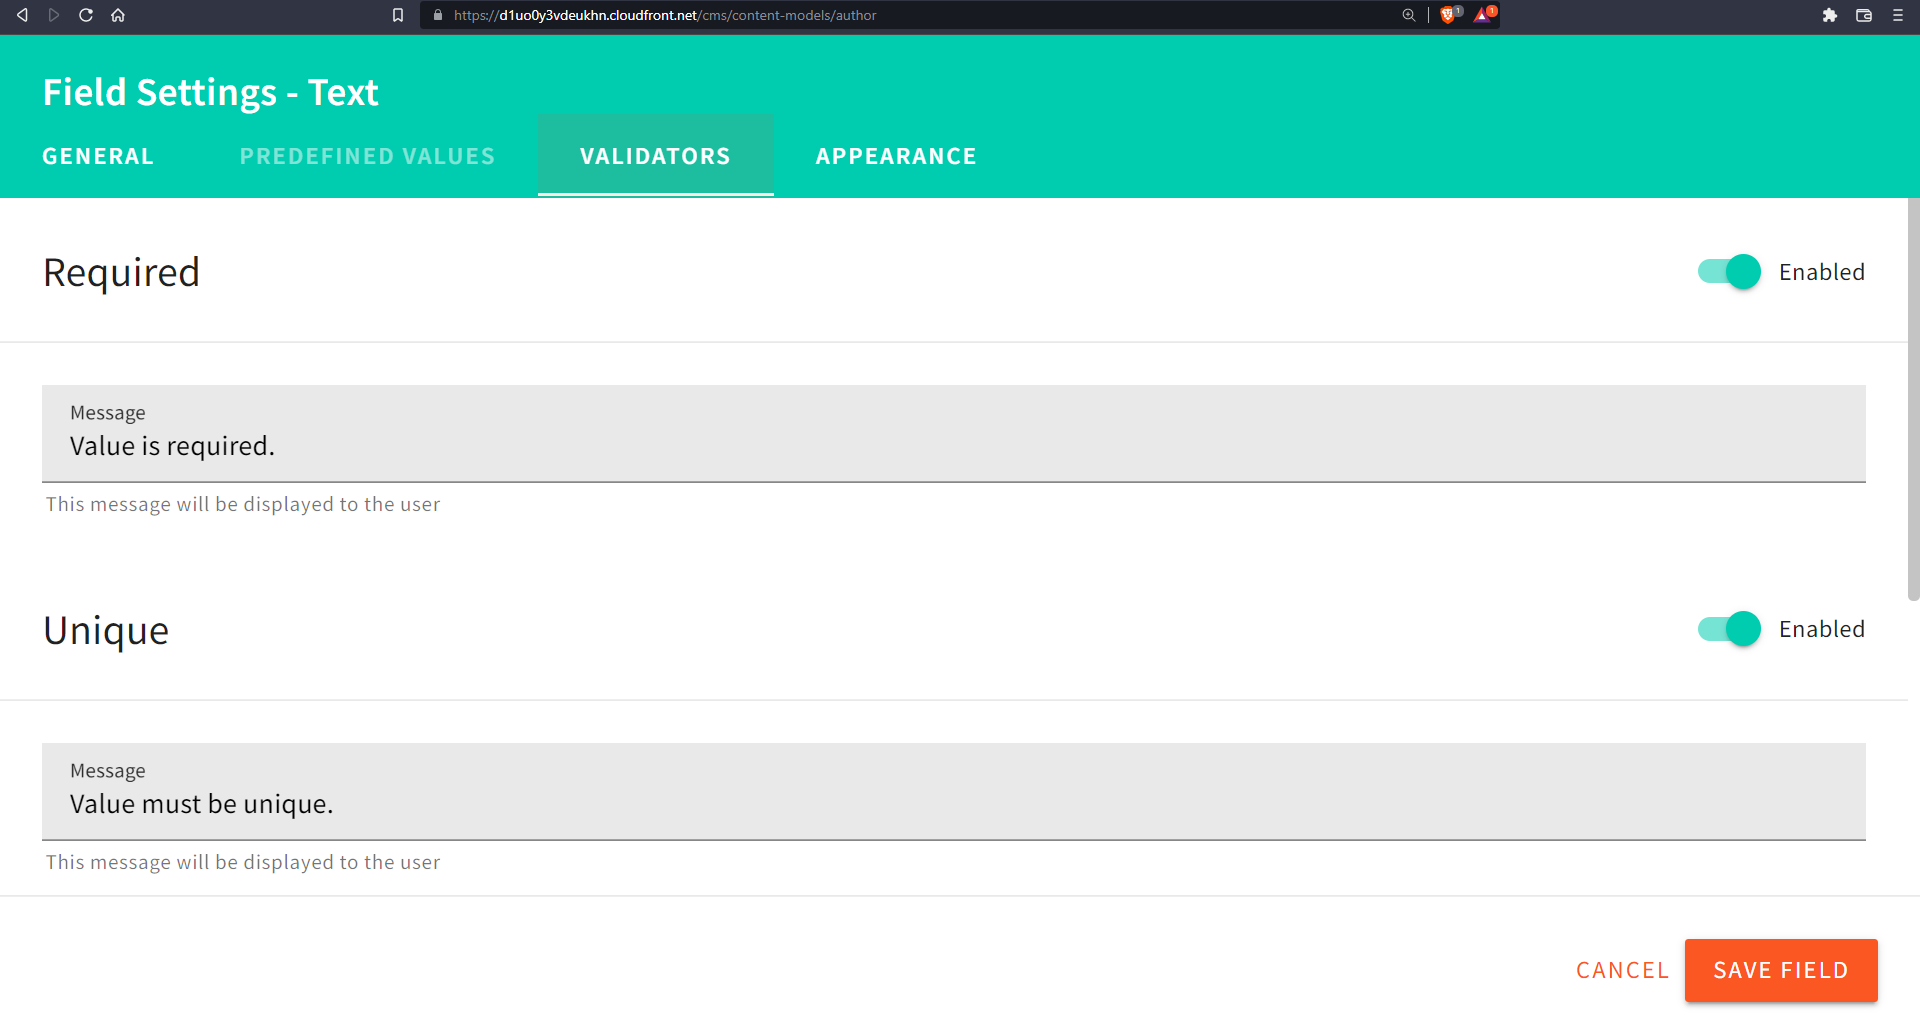 https://d1uo0y3vdeukhn.cloudfront.net/cms/content-models/author
1
1
Field Settings - Text
GENERAL
PREDEFINED VALUES
VALIDATORS
APPEARANCE
Required
Enabled
Message
Value is required.
This message will be displayed to the user
Unique
Enabled
Message
Value must be unique.
This message will be displayed to the user
CANCEL
SAVE FIELD